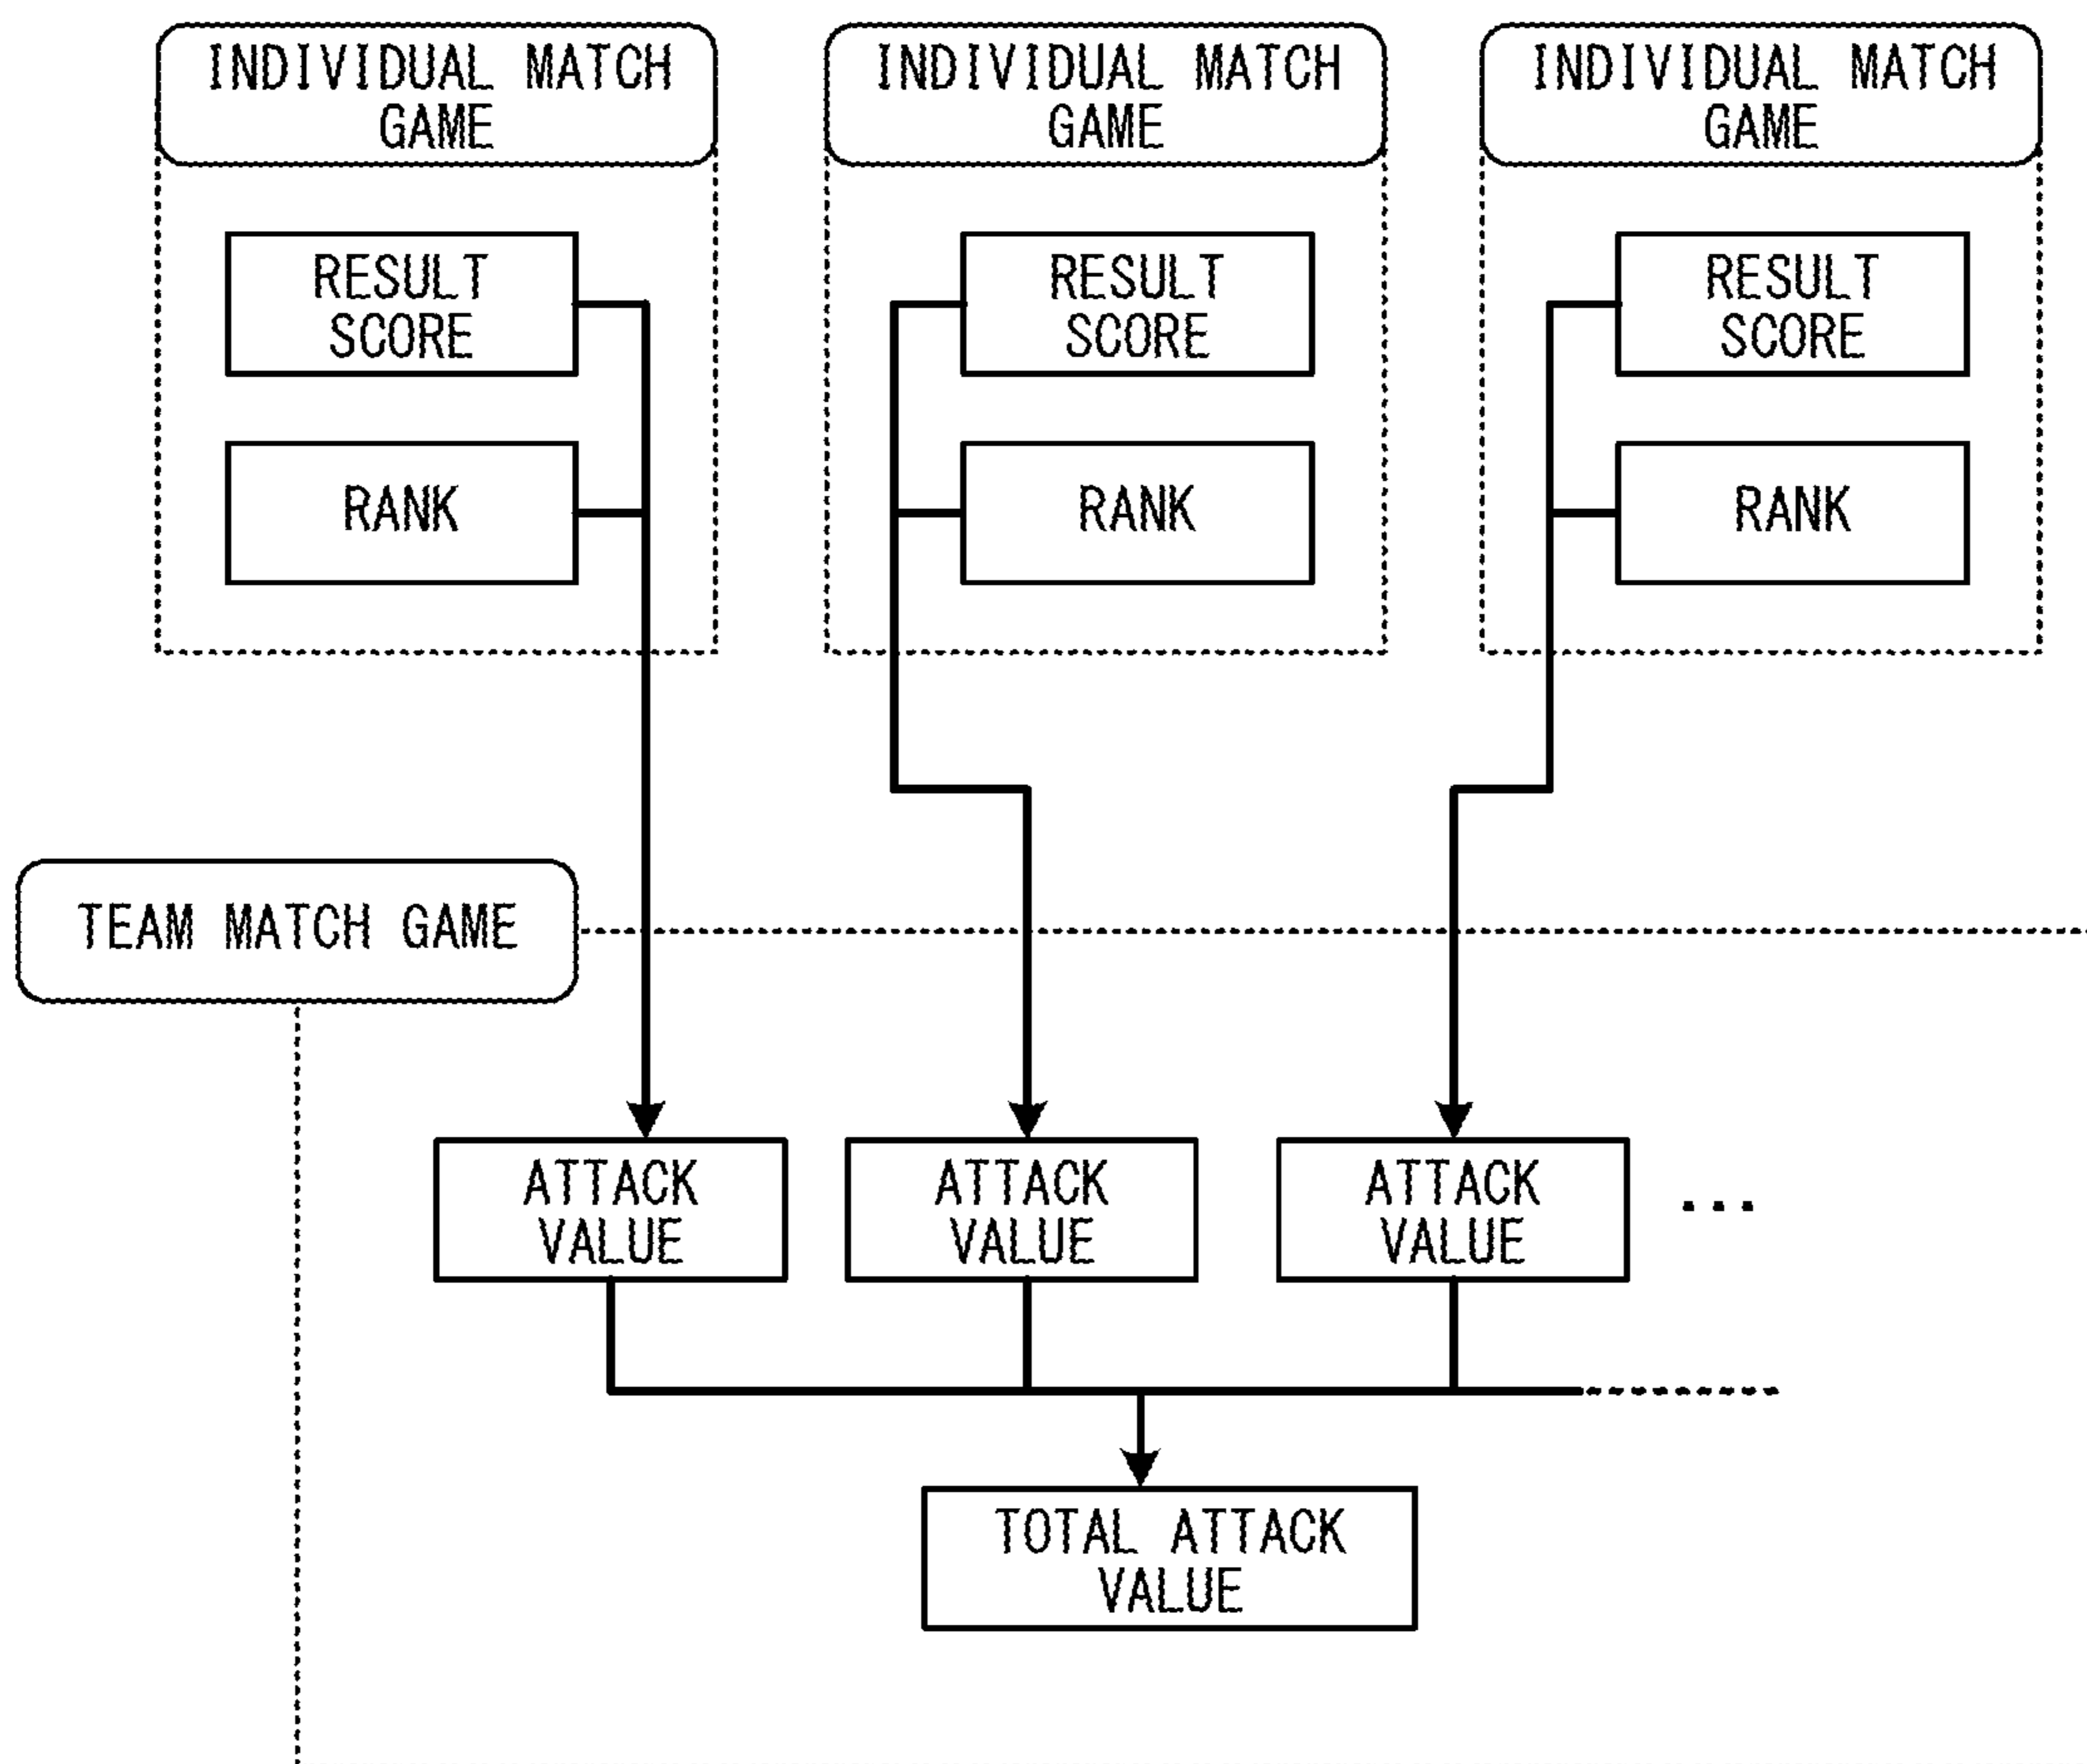 INDIVIDUAL MATCH
GAME
INDIVIDUAL MATCH
GAME
INDIVIDUAL MATCH
GAME
RESULT
SCORE
RESULT
SCORE
RESULT
SCORE
RANK
RANK
RANK
TEAM MATCH GAME
ATTACK
VALUE
ATTACK
VALUE
ATTACK
VALUE
...
TOTAL ATTACK
VALUE